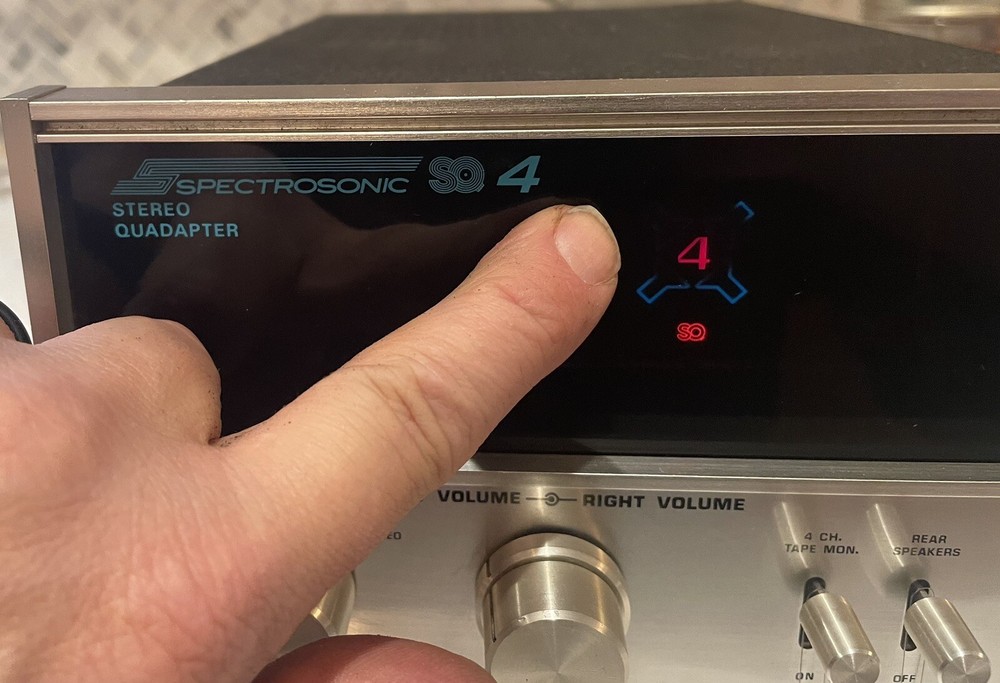 SPECTROSONIC SQ 4
STEREO
QUADAPTER
4
SQ
VOLUME RIGHT VOLUME
4 CH.
TAPE MON.
REAR
SPEAKERS
ON
OFF